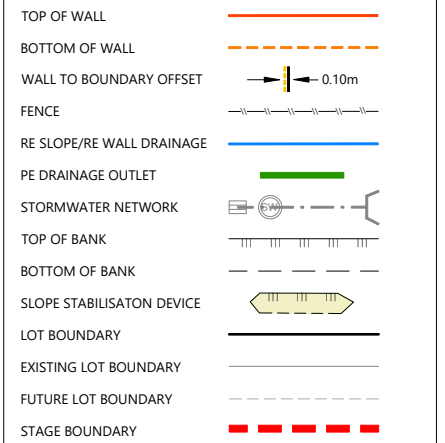 TOP OF WALL
BOTTOM OF WALL
WALL TO BOUNDARY OFFSET 0.10m
FENCE
RE SLOPE/RE WALL DRAINAGE
PE DRAINAGE OUTLET
STORMWATER NETWORK SW
TOP OF BANK
BOTTOM OF BANK
SLOPE STABILISATON DEVICE
LOT BOUNDARY
EXISTING LOT BOUNDARY
FUTURE LOT BOUNDARY
STAGE BOUNDARY